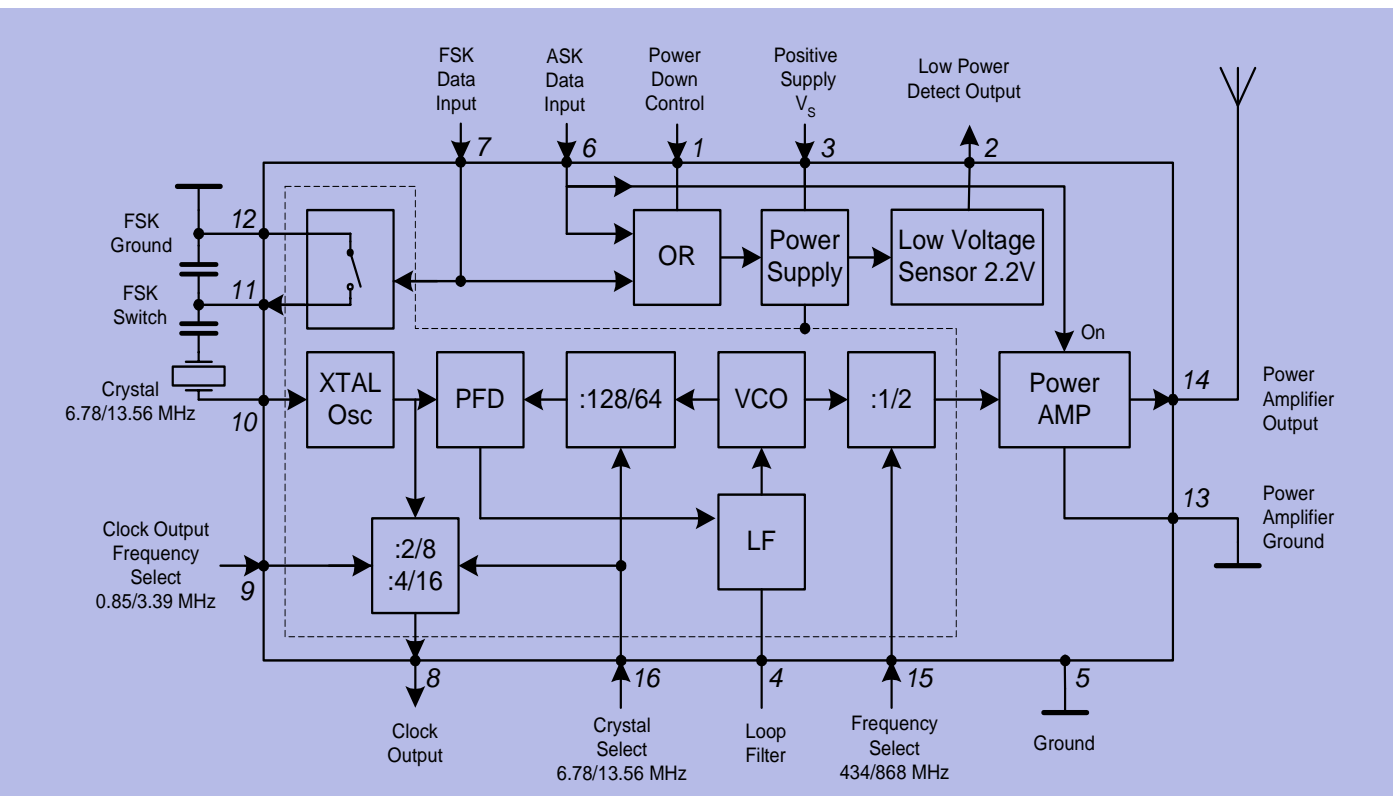 FSK
Data
Input
ASK
Data
Input
Power
Down
Control
Positive
Supply
VS
Low Power
Detect Output
7
6
1
3
2
12
FSK
Ground
11
FSK
Switch
OR
Power
Supply
Low Voltage
Sensor 2.2V
On
Crystal
6.78/13.56 MHz
10
XTAL
Osc
PFD
:128/64
VCO
:1/2
Power
AMP
14
Power
Amplifier
Output
13
Power
Amplifier
Ground
Clock Output
Frequency
Select
0.85/3.39 MHz
9
:2/8
:4/16
LF
8
16
4
15
5
Clock
Output
Crystal
Select
6.78/13.56 MHz
Loop
Filter
Frequency
Select
434/868 MHz
Ground